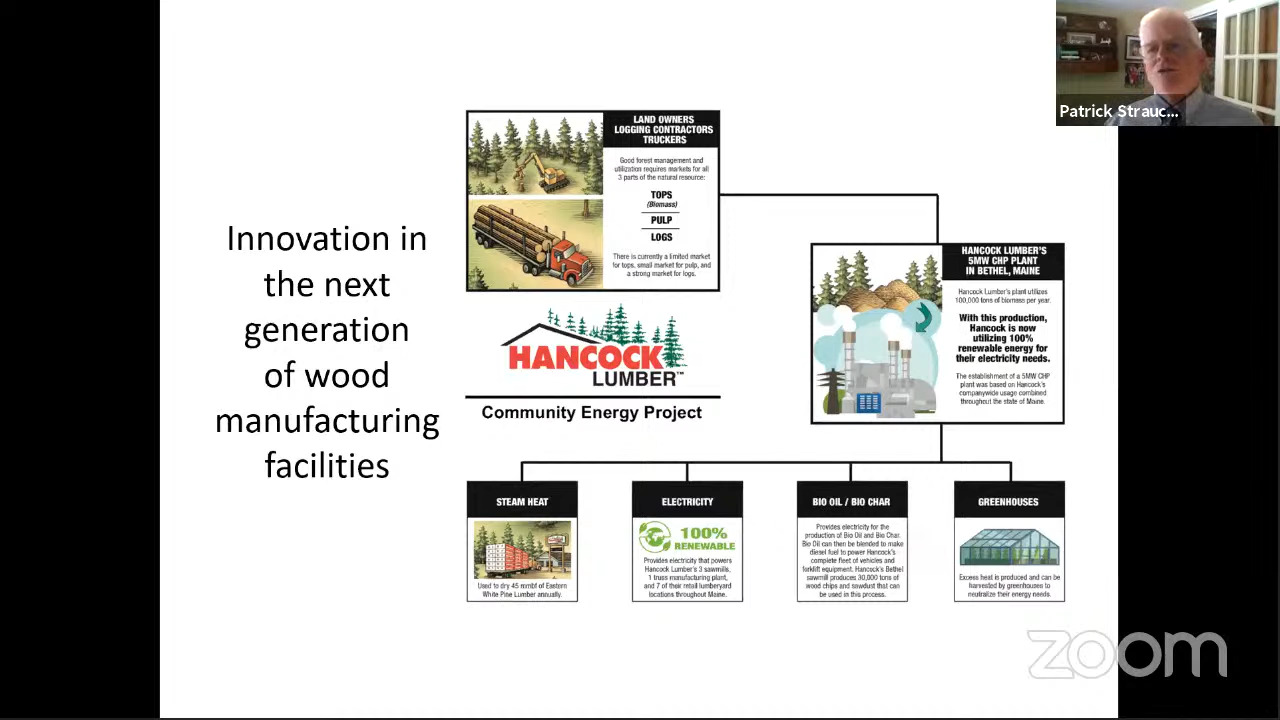 Patrick Strauc...
Innovation in
the next
generation
of wood
manufacturing
facilities
LAND OWNERS
LOGGING CONTRACTORS
TRUCKERS
Good forest management and
utilization requires markets for all
3 parts of the natural resource:
TOPS
(Biomass)
PULP
LOGS
There is currently a limited market
for tops, small market for pulp, and
a strong market for logs.
HANCOCK
LUMBER™
Community Energy Project
HANCOCK LUMBER'S
5MW CHP PLANT
IN BETHEL, MAINE
Hancock Lumber's plant utilizes
100,000 tons of biomass per year.
With this production,
Hancock is now
utilizing 100%
renewable energy for
their electricity needs.
The establishment of a 5MW CHP
plant was based on Hancock's
companywide usage combined
throughout the state of Maine.
STEAM HEAT
Used to dry 45 mmbf of Eastern
White Pine Lumber annually.
ELECTRICITY
100%
RENEWABLE
Provides electricity that powers
Hancock Lumber's 3 sawmills,
1 truss manufacturing plant,
and 7 of their retail lumberyard
locations throughout Maine.
BIO OIL / BIO CHAR
Provides electricity for the
production of Bio Oil and Bio Char.
Bio Oil can then be blended to make
diesel fuel to power Hancock's
complete fleet of vehicles and
forklift equipment. Hancock's Bethel
sawmill produces 30,000 tons of
wood chips and sawdust that can
be used in this process.
GREENHOUSES
Excess heat is produced and can be
harvested by greenhouses to
neutralize their energy needs.
zoom